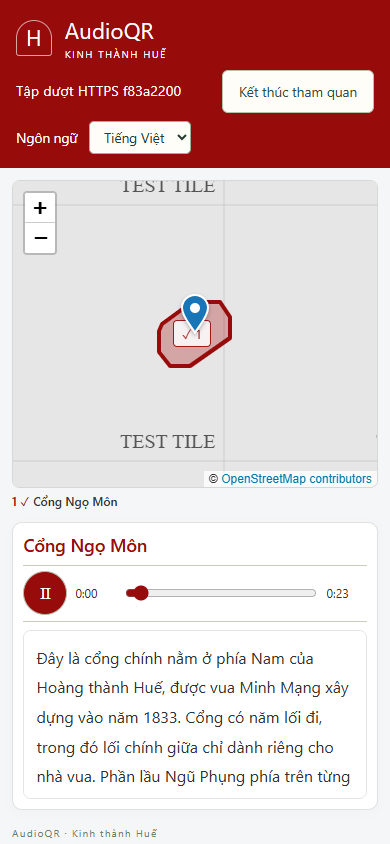 H
AudioQR
KINH THÀNH HUẾ
Tập dượt HTTPS f83a2200
Kết thúc tham quan
Ngôn ngữ
Tiếng Việt
TEST TILE
+
−
✓ 1
TEST TILE
© OpenStreetMap contributors
1 ✓ Cổng Ngọ Môn
Cổng Ngọ Môn
0:00
0:23
Đây là cổng chính nằm ở phía Nam của
Hoàng thành Huế, được vua Minh Mạng xây
dựng vào năm 1833. Cổng có năm lối đi,
trong đó lối chính giữa chỉ dành riêng cho
nhà vua. Phần lầu Ngũ Phụng phía trên từng
AudioQR · Kinh thành Huế